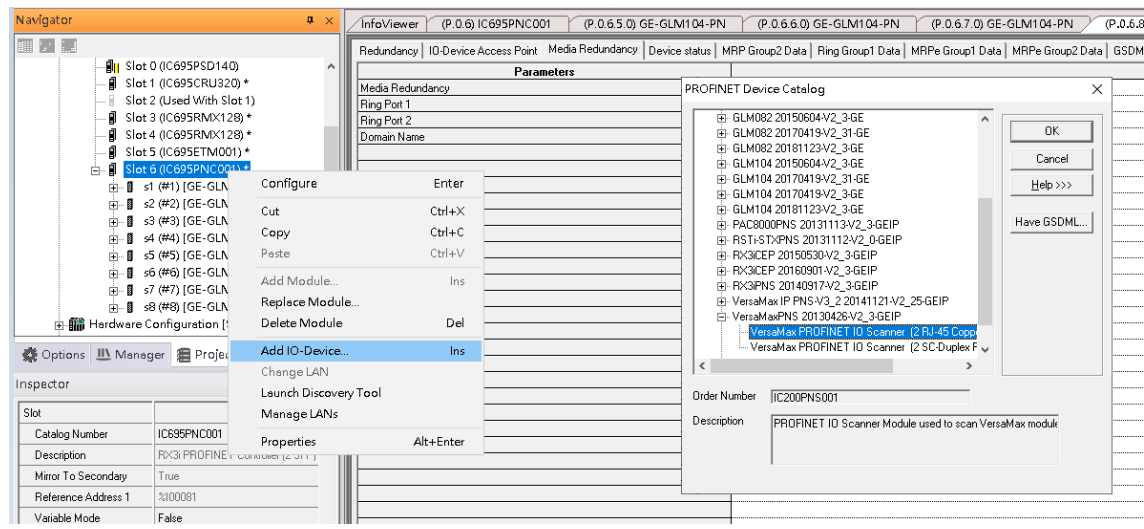 Navigator
InfoViewer
(P.0.6) IC695PNC001
(P.0.6.5.0) GE-GLM104-PN
(P.0.6.6.0) GE-GLM104-PN
(P.0.6.7.0) GE-GLM104-PN
(P.0.6.8
Redundancy
IO-Device Access Point
Media Redundancy
Device status
MRP Group2 Data
Ring Group1 Data
MRPe Group1 Data
MRPe Group2 Data
GSDM
Slot 0 (IC695PSD140)
Slot 1 (IC695CRU320) *
Slot 2 (Used With Slot 1)
Slot 3 (IC695RMX128) *
Slot 4 (IC695RMX128) *
Slot 5 (IC695ETM001) *
Slot 6 (IC695PNC001) *
s1 (#1) [GE-GLM
s2 (#2) [GE-GLM
s3 (#3) [GE-GLM
s4 (#4) [GE-GLM
s5 (#5) [GE-GLM
s6 (#6) [GE-GLM
s7 (#7) [GE-GLM
s8 (#8) [GE-GLM
Hardware Configuration [
Options
Manager
Projec
Inspector
Slot
Catalog Number
IC695PNC001
Description
RX3i PROFINET Controller (2 SFP)
Mirror To Secondary
True
Reference Address 1
%I00081
Variable Mode
False
Configure
Enter
Cut
Ctrl+X
Copy
Ctrl+C
Paste
Ctrl+V
Add Module...
Ins
Replace Module...
Delete Module
Del
Add IO-Device...
Ins
Change LAN
Launch Discovery Tool
Manage LANs
Properties
Alt+Enter
Parameters
Media Redundancy
Ring Port 1
Ring Port 2
Domain Name
PROFINET Device Catalog
GLM082 20150604-V2_3-GE
GLM082 20170419-V2_31-GE
GLM082 20181123-V2_3-GE
GLM104 20150604-V2_3-GE
GLM104 20170419-V2_31-GE
GLM104 20170419-V2_3-GE
GLM104 20181123-V2_3-GE
PAC8000PNS 20131113-V2_3-GEIP
RSTi-STXPNS 20131112-V2_0-GEIP
RX3iCEP 20150530-V2_3-GEIP
RX3iCEP 20160901-V2_3-GEIP
RX3iPNS 20140917-V2_3-GEIP
VersaMax IP PNS-V3_2 20141121-V2_25-GEIP
VersaMaxPNS 20130426-V2_3-GEIP
VersaMax PROFINET IO Scanner (2 RJ-45 Coppe
VersaMax PROFINET IO Scanner (2 SC-Duplex F
OK
Cancel
Help >>>
Have GSDML...
Order Number
IC200PNS001
Description
PROFINET IO Scanner Module used to scan VersaMax module